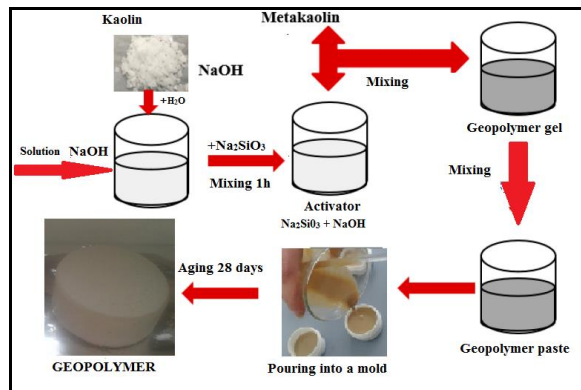 Kaolin
Metakaolin
NaOH
+H₂O
Mixing
Solution NaOH
+Na₂SiO₃
Mixing 1h
Geopolymer gel
Activator
Na₂Si0₃ + NaOH
Mixing
Aging 28 days
GEOPOLYMER
Pouring into a mold
Geopolymer paste